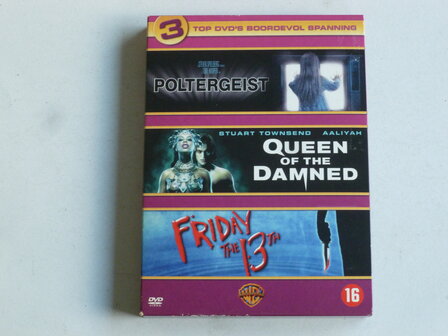 3 TOP DVD'S BOORDEVOL SPANNING
POLTERGEIST
STUART TOWNSEND AALIYAH
QUEEN
OF THE
DAMNED
FRIDAY
THE 13TH
DVD
16